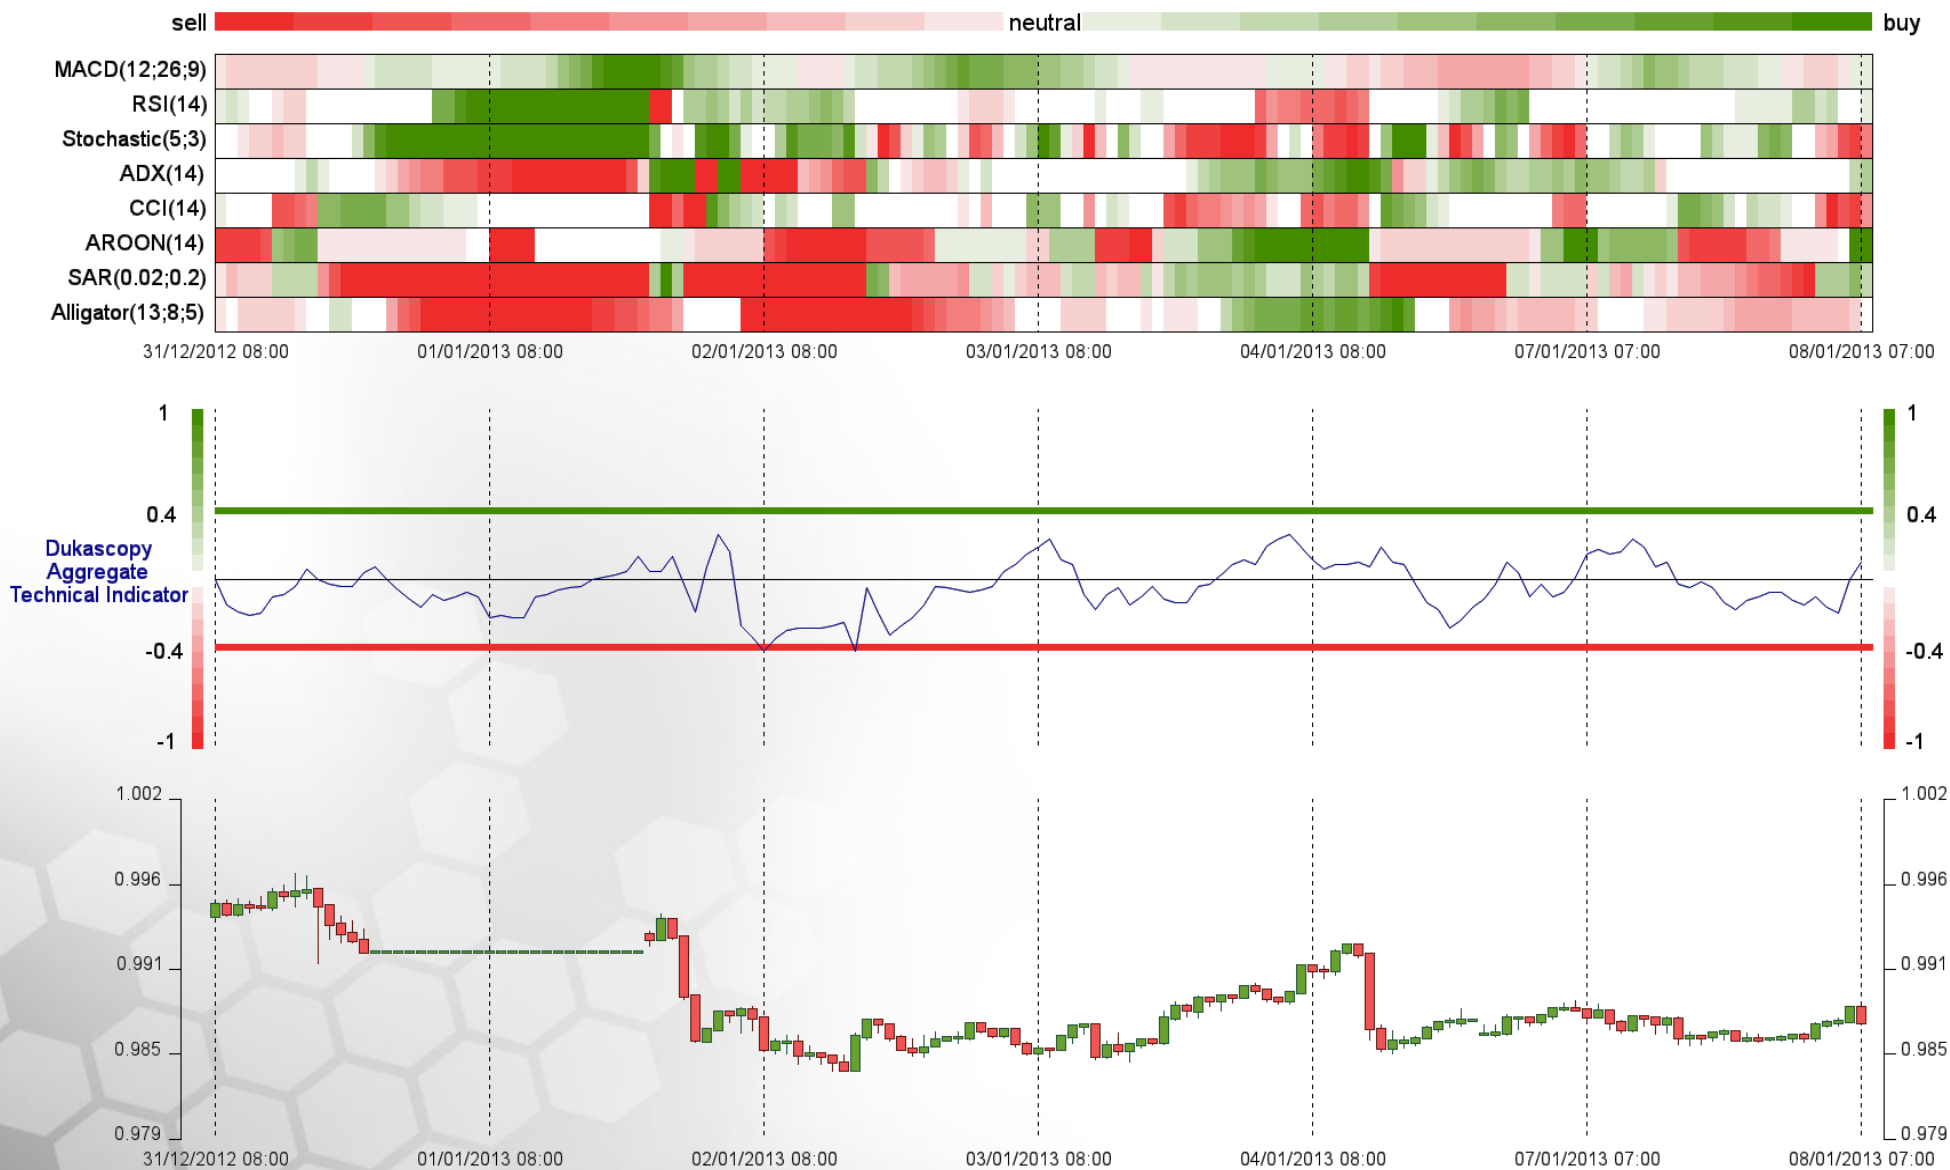 sell neutral buy
MACD(12;26;9)
RSI(14)
Stochastic(5;3)
ADX(14)
CCI(14)
AROON(14)
SAR(0.02;0.2)
Alligator(13;8;5)
31/12/2012 08:00 01/01/2013 08:00 02/01/2013 08:00 03/01/2013 08:00 04/01/2013 08:00 07/01/2013 07:00 08/01/2013 07:00
1 1
0.4 0.4
Dukascopy
Aggregate
Technical Indicator
-0.4 -0.4
-1 -1
1.002 1.002
0.996 0.996
0.991 0.991
0.985 0.985
0.979 0.979
31/12/2012 08:00 01/01/2013 08:00 02/01/2013 08:00 03/01/2013 08:00 04/01/2013 08:00 07/01/2013 07:00 08/01/2013 07:00